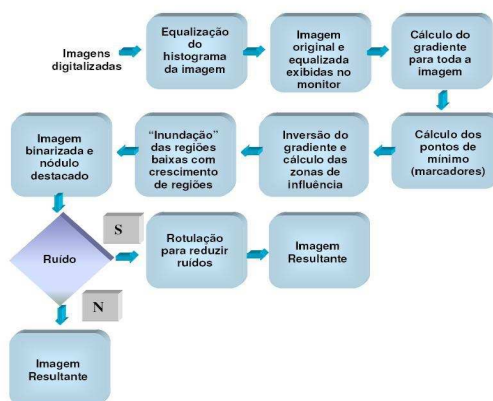 Imagens
digitalizadas
Equalização
do
histograma
da imagem
Imagem
original e
equalizada
exibidas no
monitor
Cálculo do
gradiente
para toda a
imagem
Cálculo dos
pontos de
mínimo
(marcadores)
Inversão do
gradiente e
cálculo das
zonas de
influência
“Inundação”
das regiões
baixas com
crescimento
de regiões
Imagem
binarizada e
nódulo
destacado
Ruído
S
Rotulação
para reduzir
ruídos
Imagem
Resultante
N
Imagem
Resultante